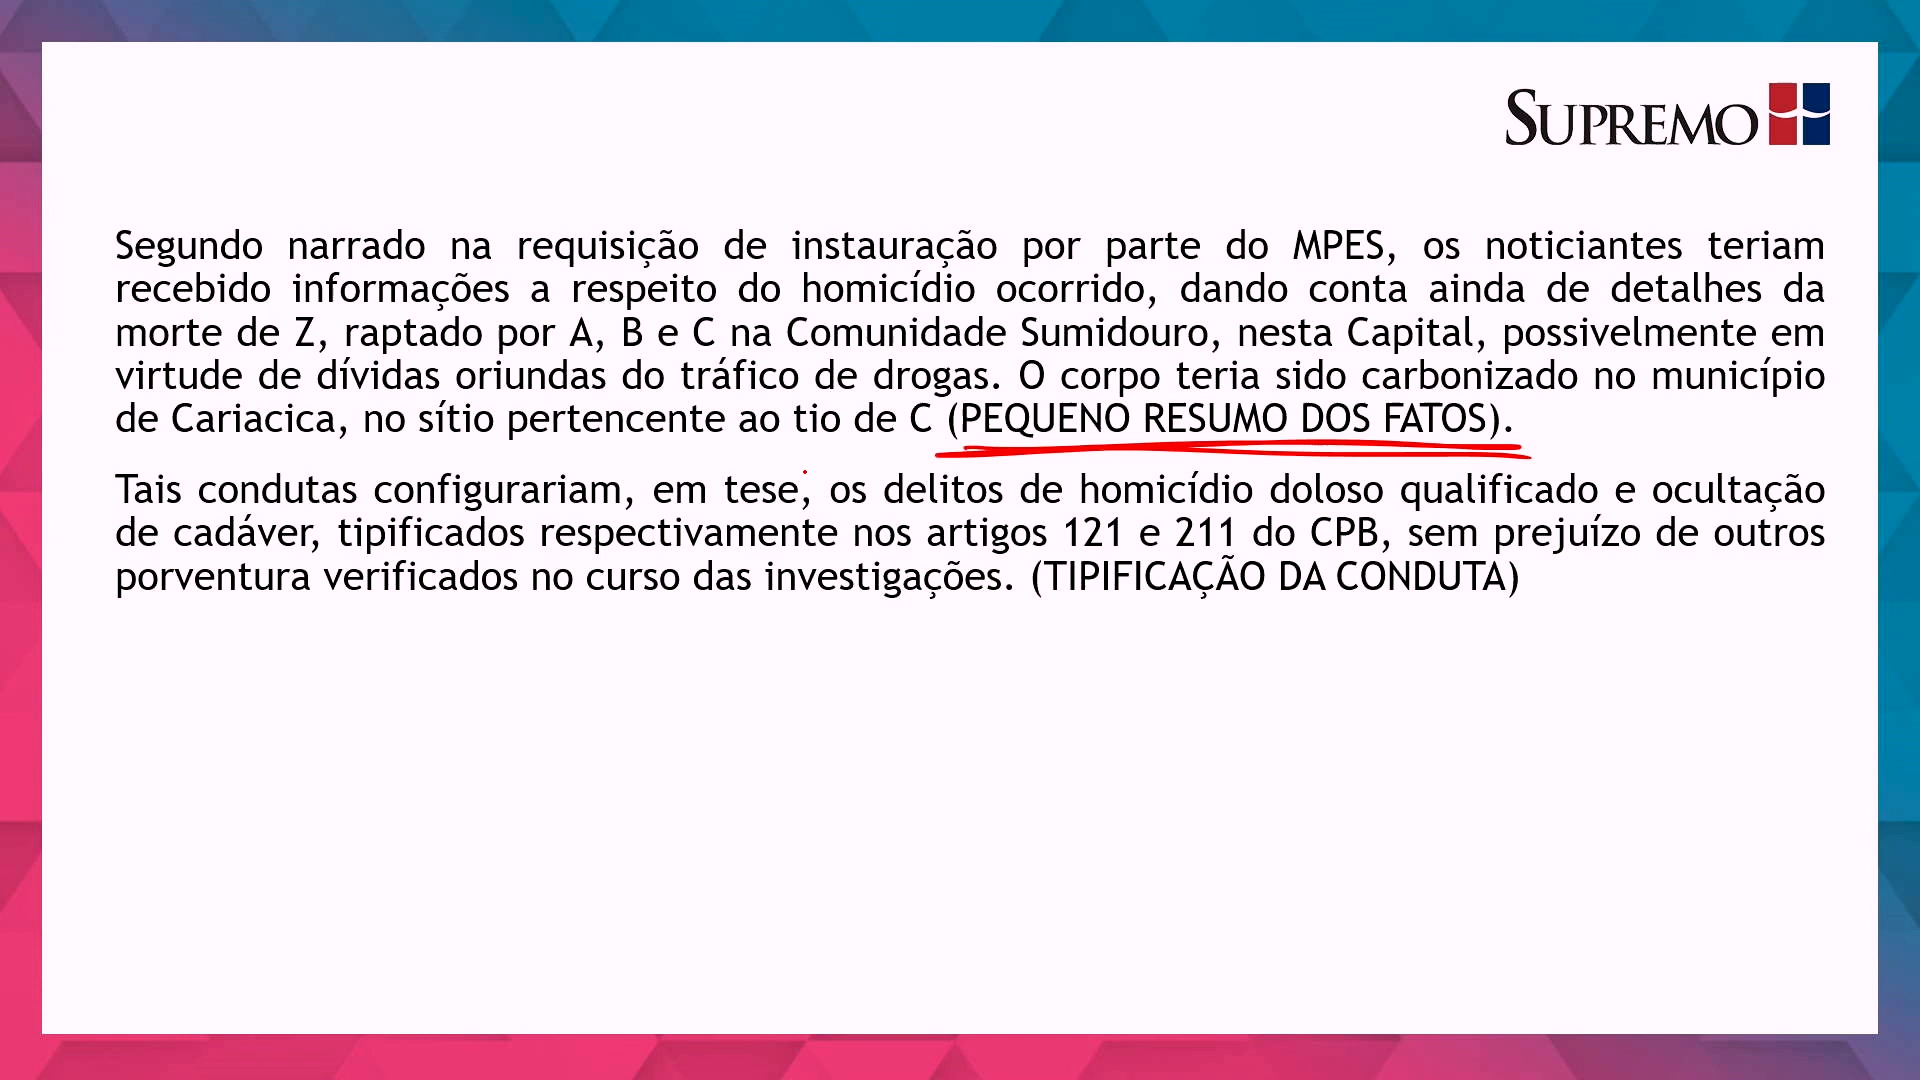 SUPREMO
Segundo narrado na requisição de instauração por parte do MPES, os noticiantes teriam
recebido informações a respeito do homicídio ocorrido, dando conta ainda de detalhes da
morte de Z, raptado por A, B e C na Comunidade Sumidouro, nesta Capital, possivelmente em
virtude de dívidas oriundas do tráfico de drogas. O corpo teria sido carbonizado no município
de Cariacica, no sítio pertencente ao tio de C (PEQUENO RESUMO DOS FATOS).
Tais condutas configurariam, em tese, os delitos de homicídio doloso qualificado e ocultação
de cadáver, tipificados respectivamente nos artigos 121 e 211 do CPB, sem prejuízo de outros
porventura verificados no curso das investigações. (TIPIFICAÇÃO DA CONDUTA)